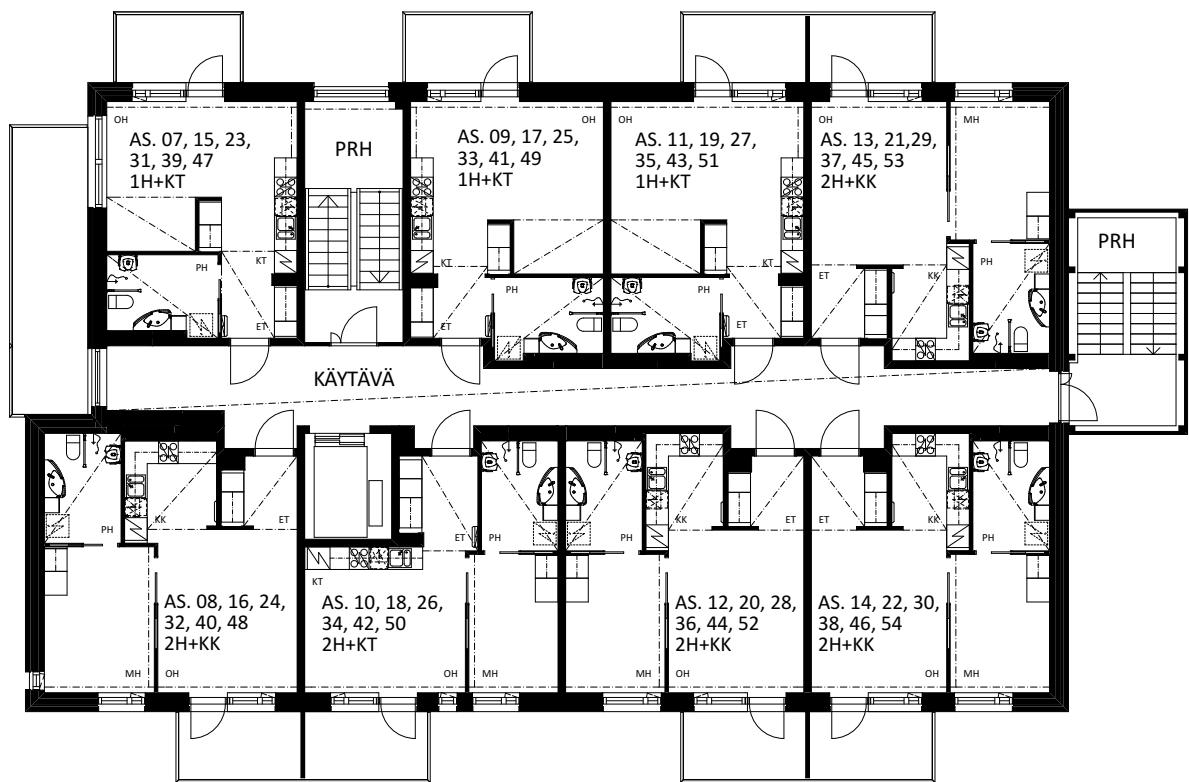 OH
AS. 07, 15, 23,
31, 39, 47
1H+KT
PH
KT
ET
PRH
OH
AS. 09, 17, 25,
33, 41, 49
1H+KT
KT
PH
ET
OH
AS. 11, 19, 27,
35, 43, 51
1H+KT
PH
KT
ET
OH
MH
AS. 13, 21,29,
37, 45, 53
2H+KK
ET
KK
PH
PRH
KÄYTÄVÄ
PH
KK
ET
AS. 08, 16, 24,
32, 40, 48
2H+KK
MH
OH
ET
PH
KT
AS. 10, 18, 26,
34, 42, 50
2H+KT
OH
MH
PH
KK
ET
AS. 12, 20, 28,
36, 44, 52
2H+KK
MH
OH
ET
KK
PH
AS. 14, 22, 30,
38, 46, 54
2H+KK
OH
MH